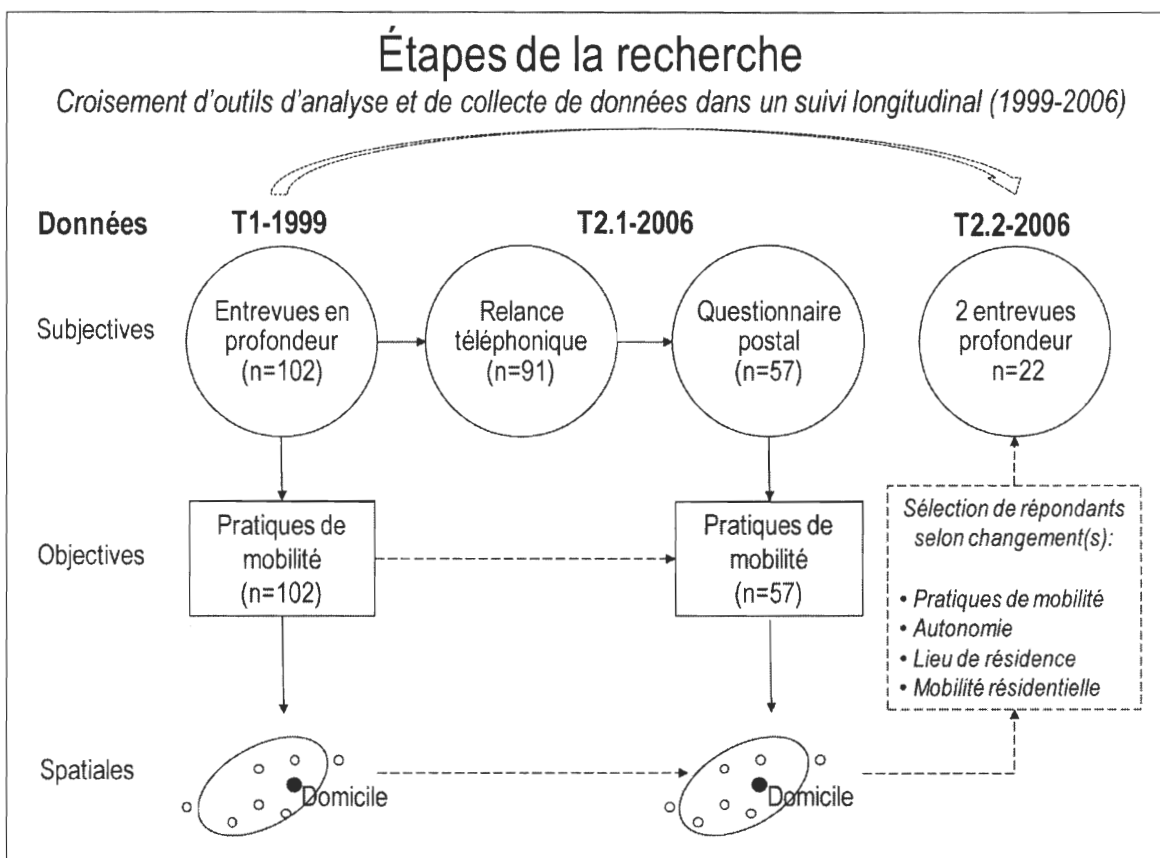 Étapes de la recherche
Croisement d'outils d'analyse et de collecte de données dans un suivi longitudinal (1999-2006)
Données
T1-1999
T2.1-2006
T2.2-2006
Subjectives
Entrevues en
profondeur
(n=102)
Relance
téléphonique
(n=91)
Questionnaire
postal
(n=57)
2 entrevues
profondeur
n=22
Objectives
Pratiques de
mobilité
(n=102)
Pratiques de
mobilité
(n=57)
Sélection de répondants
selon changement(s):
• Pratiques de mobilité
• Autonomie
• Lieu de résidence
• Mobilité résidentielle
Spatiales
Domicile
Domicile